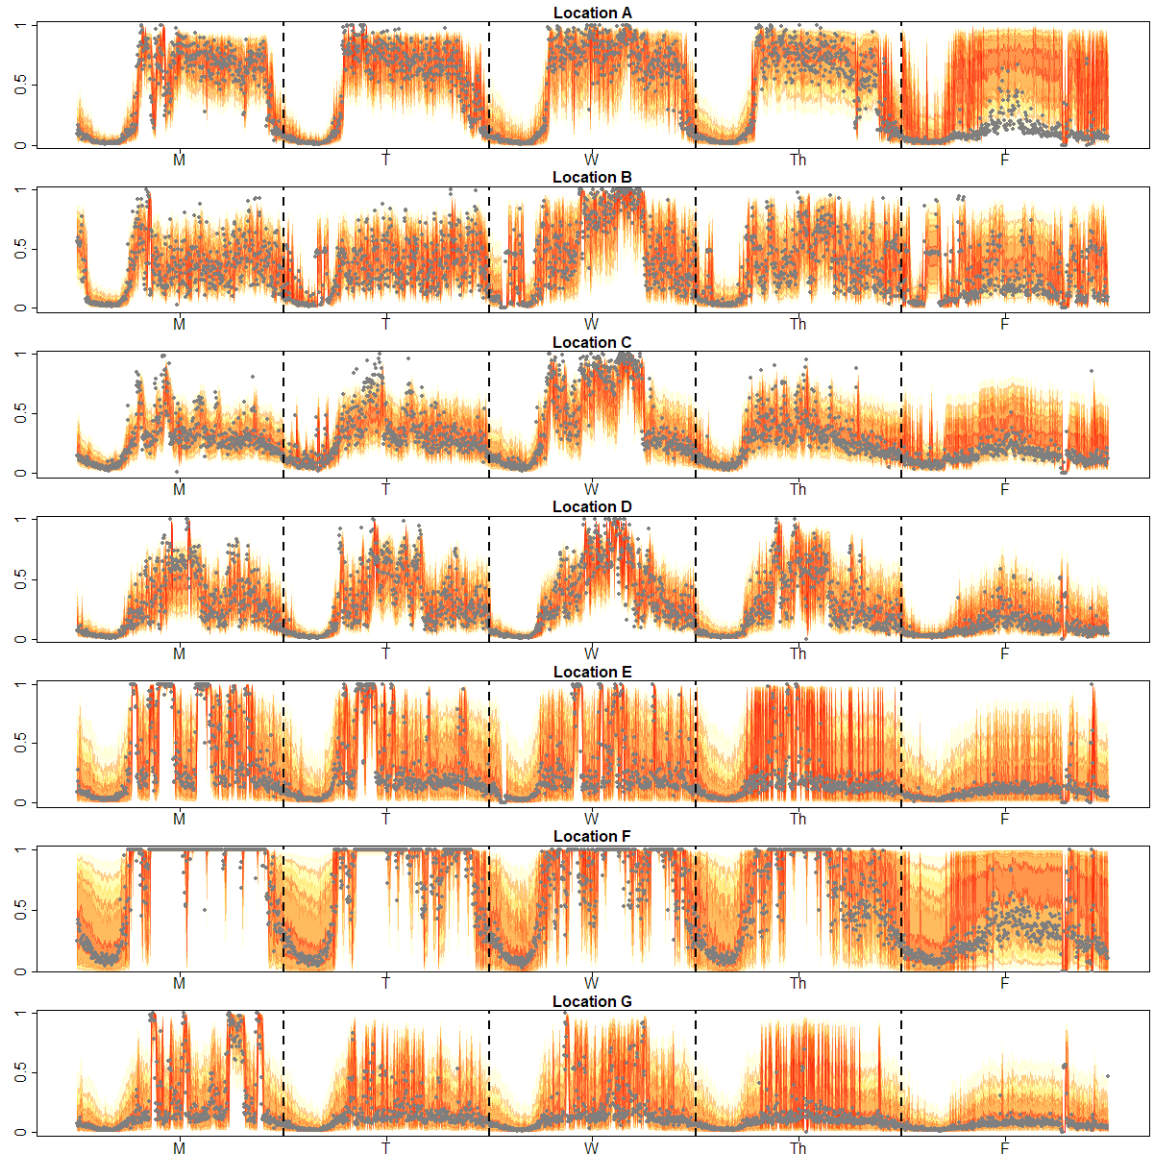 Location A
1
0.5
0
M T W Th F
Location B
1
0.5
0
M T W Th F
Location C
1
0.5
0
M T W Th F
Location D
1
0.5
0
M T W Th F
Location E
1
0.5
0
M T W Th F
Location F
1
0.5
0
M T W Th F
Location G
1
0.5
0
M T W Th F